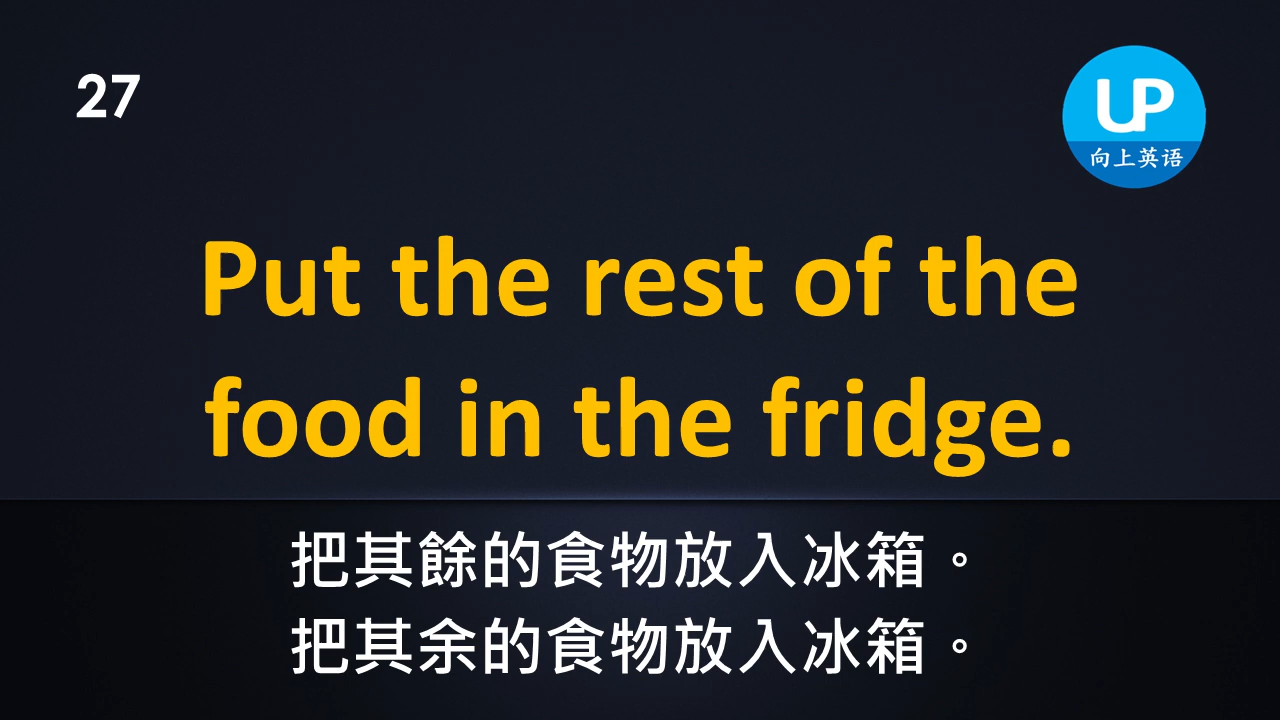 27
UP
向上英语
Put the rest of the
food in the fridge.
把其餘的食物放入冰箱。
把其余的食物放入冰箱。